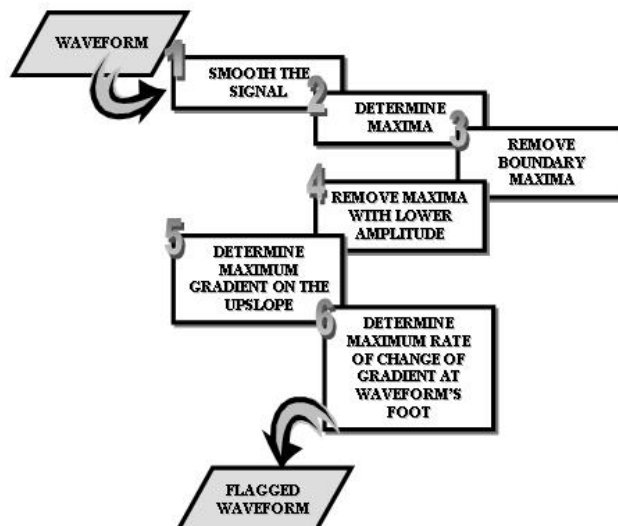 WAVEFORM
1
SMOOTH THE
SIGNAL
2
DETERMINE
MAXIMA
3
REMOVE
BOUNDARY
MAXIMA
4
REMOVE MAXIMA
WITH LOWER
AMPLITUDE
5
DETERMINE
MAXIMUM
GRADIENT ON THE
UPSLOPE
6
DETERMINE
MAXIMUM RATE
OF CHANGE OF
GRADIENT AT
WAVEFORM'S
FOOT
FLAGGED
WAVEFORM